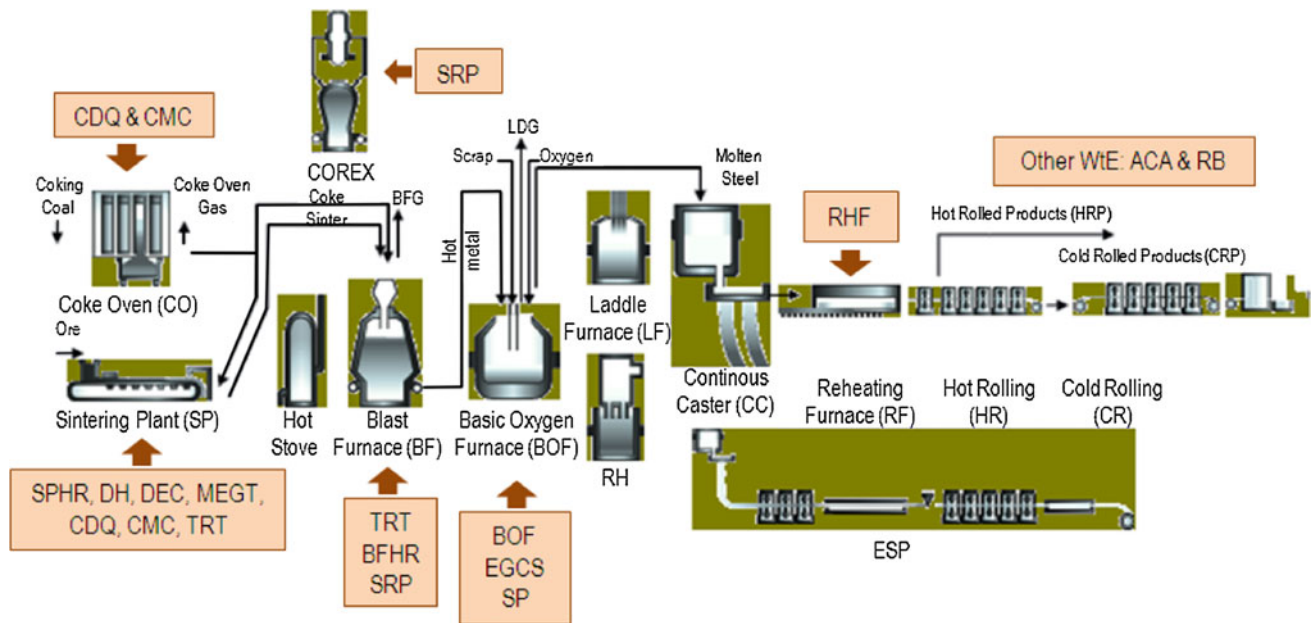 SRP
CDQ & CMC
COREX
LDG
Scrap
Oxygen
Molten
Steel
Other WtE: ACA & RB
Coking
Coal
Coke Oven
Gas
Coke
Sinter
BFG
Hot
metal
RHF
Hot Rolled Products (HRP)
Cold Rolled Products (CRP)
Coke Oven (CO)
Ore
Laddle
Furnace (LF)
Sintering Plant (SP)
Hot
Stove
Blast
Furnace (BF)
Basic Oxygen
Furnace (BOF)
RH
Continous
Caster (CC)
Reheating
Furnace (RF)
Hot Rolling
(HR)
Cold Rolling
(CR)
SPHR, DH, DEC, MEGT,
CDQ, CMC, TRT
TRT
BFHR
SRP
BOF
EGCS
SP
ESP